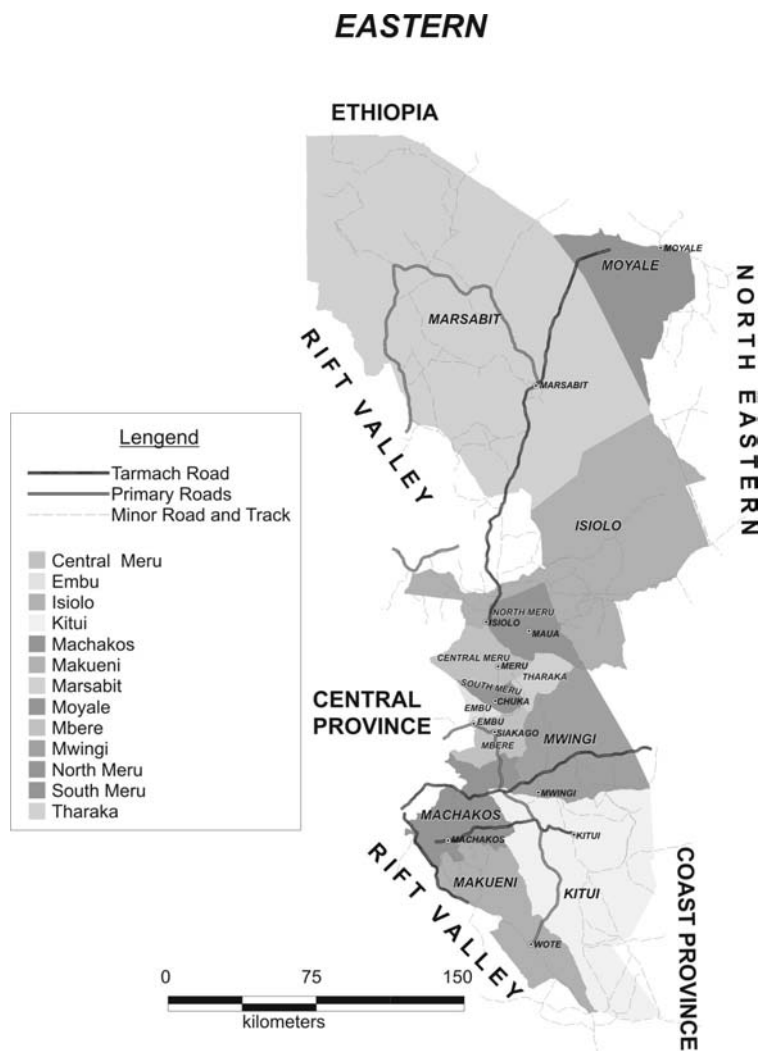 EASTERN
ETHIOPIA
MOYALE
MOYALE
MARSABIT
NORTH EASTERN
RIFT VALLEY
MARSABIT
Lengend
Tarmach Road
Primary Roads
Minor Road and Track
Central Meru
Embu
Isiolo
Kitui
Machakos
Makueni
Marsabit
Moyale
Mbere
Mwingi
North Meru
South Meru
Tharaka
ISIOLO
NORTH MERU
ISIOLO
MAUA
CENTRAL MERU
MERU
THARAKA
SOUTH MERU
CHUKA
CENTRAL
PROVINCE
EMBU
EMBU
SIAKAGO
MBERE
MWINGI
MWINGI
MACHAKOS
MACHAKOS
KITUI
RIFT VALLEY
MAKUENI
KITUI
COAST PROVINCE
WOTE
0 75 150
kilometers